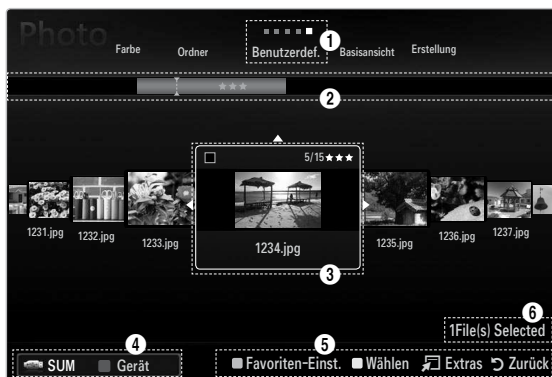 Photo
Farbe Ordner Benutzerdef. Basisansicht Erstellung
1
2
5/15★★★
1231.jpg 1232.jpg 1233.jpg 1234.jpg 1235.jpg 1236.jpg 1237.jpg
3
6
1File(s) Selected
4 5
SUM Gerät Favoriten-Einst. Wählen Extras Zurück